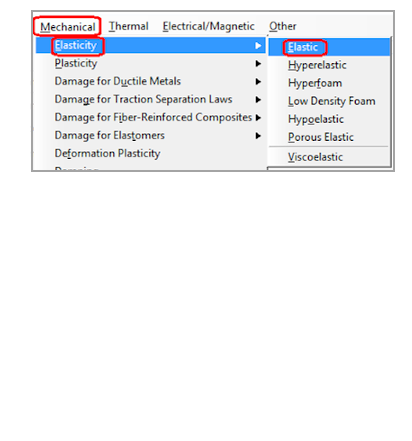 Mechanical Thermal Electrical/Magnetic Other
Elasticity
Plasticity
Damage for Ductile Metals
Damage for Traction Separation Laws
Damage for Fiber-Reinforced Composites
Damage for Elastomers
Deformation Plasticity
Elastic
Hyperelastic
Hyperfoam
Low Density Foam
Hypoelastic
Porous Elastic
Viscoelastic